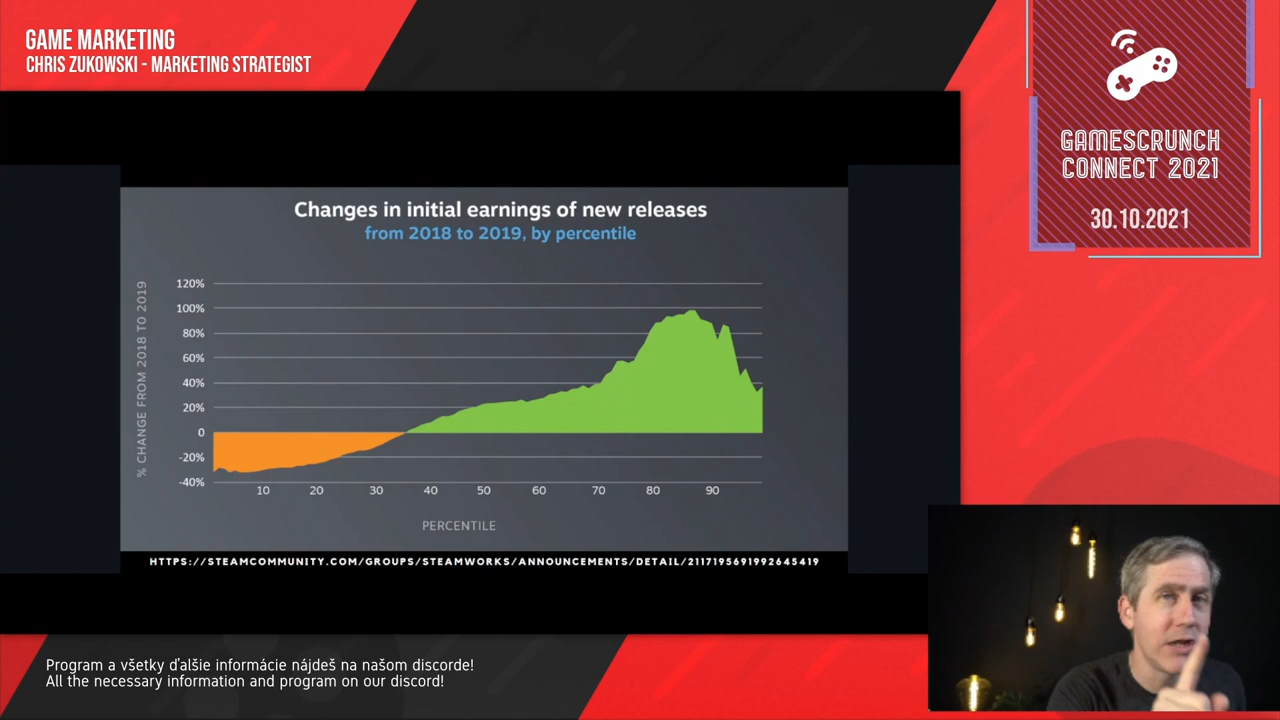 GAME MARKETING
CHRIS ZUKOWSKI - MARKETING STRATEGIST
GAMESCRUNCH
CONNECT 2021
30.10.2021
Changes in initial earnings of new releases
from 2018 to 2019, by percentile
% CHANGE FROM 2018 TO 2019
120%
100%
80%
60%
40%
20%
0
-20%
-40%
10 20 30 40 50 60 70 80 90
PERCENTILE
HTTPS://STEAMCOMMUNITY.COM/GROUPS/STEAMWORKS/ANNOUNCEMENTS/DETAIL/2117195691992645419
Program a všetky ďalšie informácie nájdeš na našom discorde!
All the necessary information and program on our discord!